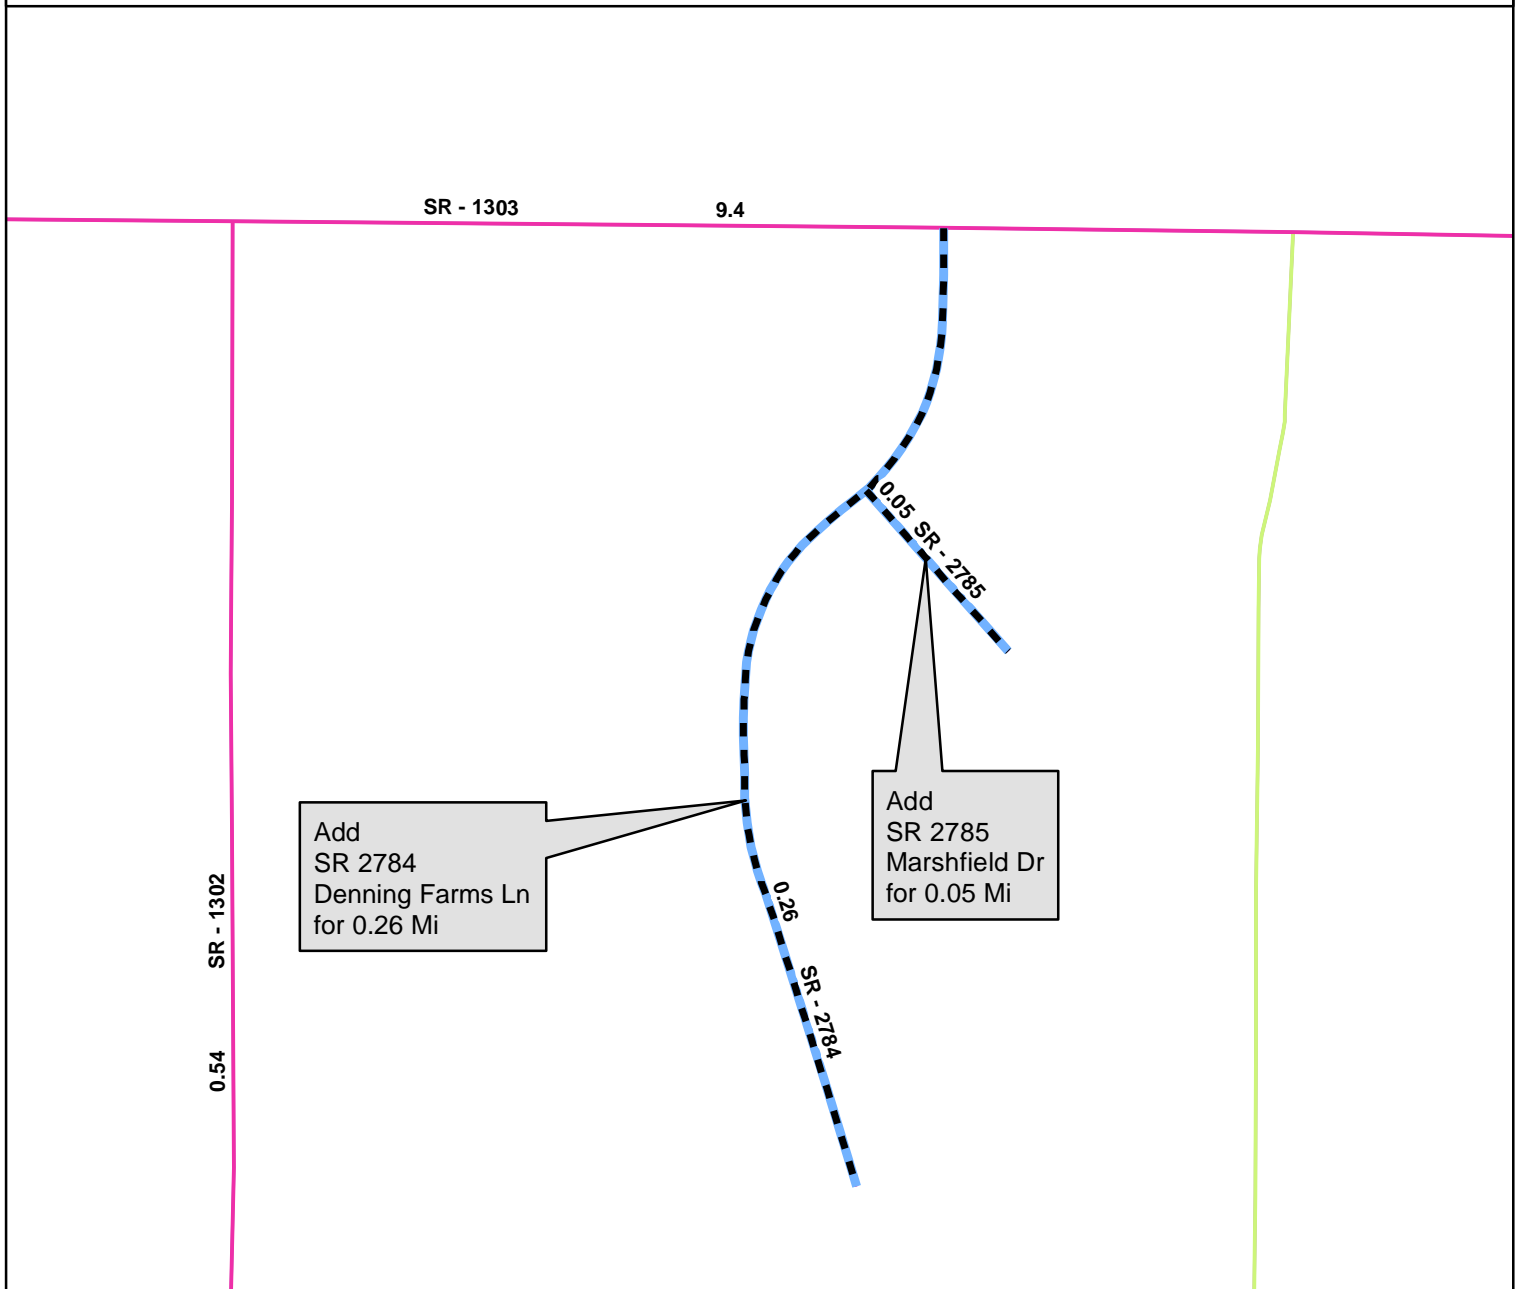 SR - 1303
9.4
0.05 SR - 2785
Add
SR 2785
Marshfield Dr
for 0.05 Mi
Add
SR 2784
Denning Farms Ln
for 0.26 Mi
0.26
SR - 2784
SR - 1302
0.54